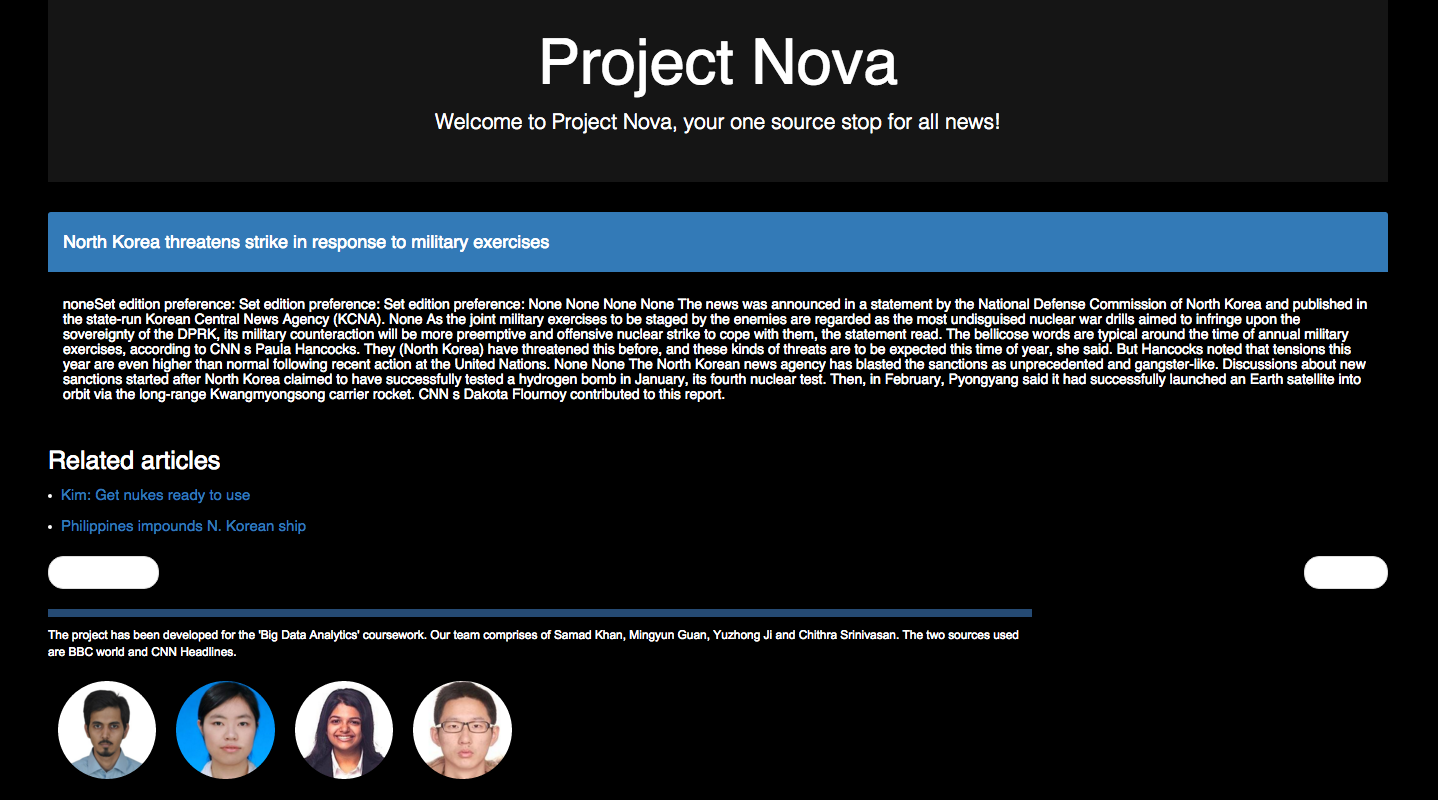 Project Nova
Welcome to Project Nova, your one source stop for all news!
North Korea threatens strike in response to military exercises
noneSet edition preference: Set edition preference: Set edition preference: None None None None The news was announced in a statement by the National Defense Commission of North Korea and published in
the state-run Korean Central News Agency (KCNA). None As the joint military exercises to be staged by the enemies are regarded as the most undisguised nuclear war drills aimed to infringe upon the
sovereignty of the DPRK, its military counteraction will be more preemptive and offensive nuclear strike to cope with them, the statement read. The bellicose words are typical around the time of annual military
exercises, according to CNN s Paula Hancocks. They (North Korea) have threatened this before, and these kinds of threats are to be expected this time of year, she said. But Hancocks noted that tensions this
year are even higher than normal following recent action at the United Nations. None None The North Korean news agency has blasted the sanctions as unprecedented and gangster-like. Discussions about new
sanctions started after North Korea claimed to have successfully tested a hydrogen bomb in January, its fourth nuclear test. Then, in February, Pyongyang said it had successfully launched an Earth satellite into
orbit via the long-range Kwangmyongsong carrier rocket. CNN s Dakota Flournoy contributed to this report.
Related articles
• Kim: Get nukes ready to use
• Philippines impounds N. Korean ship
The project has been developed for the 'Big Data Analytics' coursework. Our team comprises of Samad Khan, Mingyun Guan, Yuzhong Ji and Chithra Srinivasan. The two sources used
are BBC world and CNN Headlines.